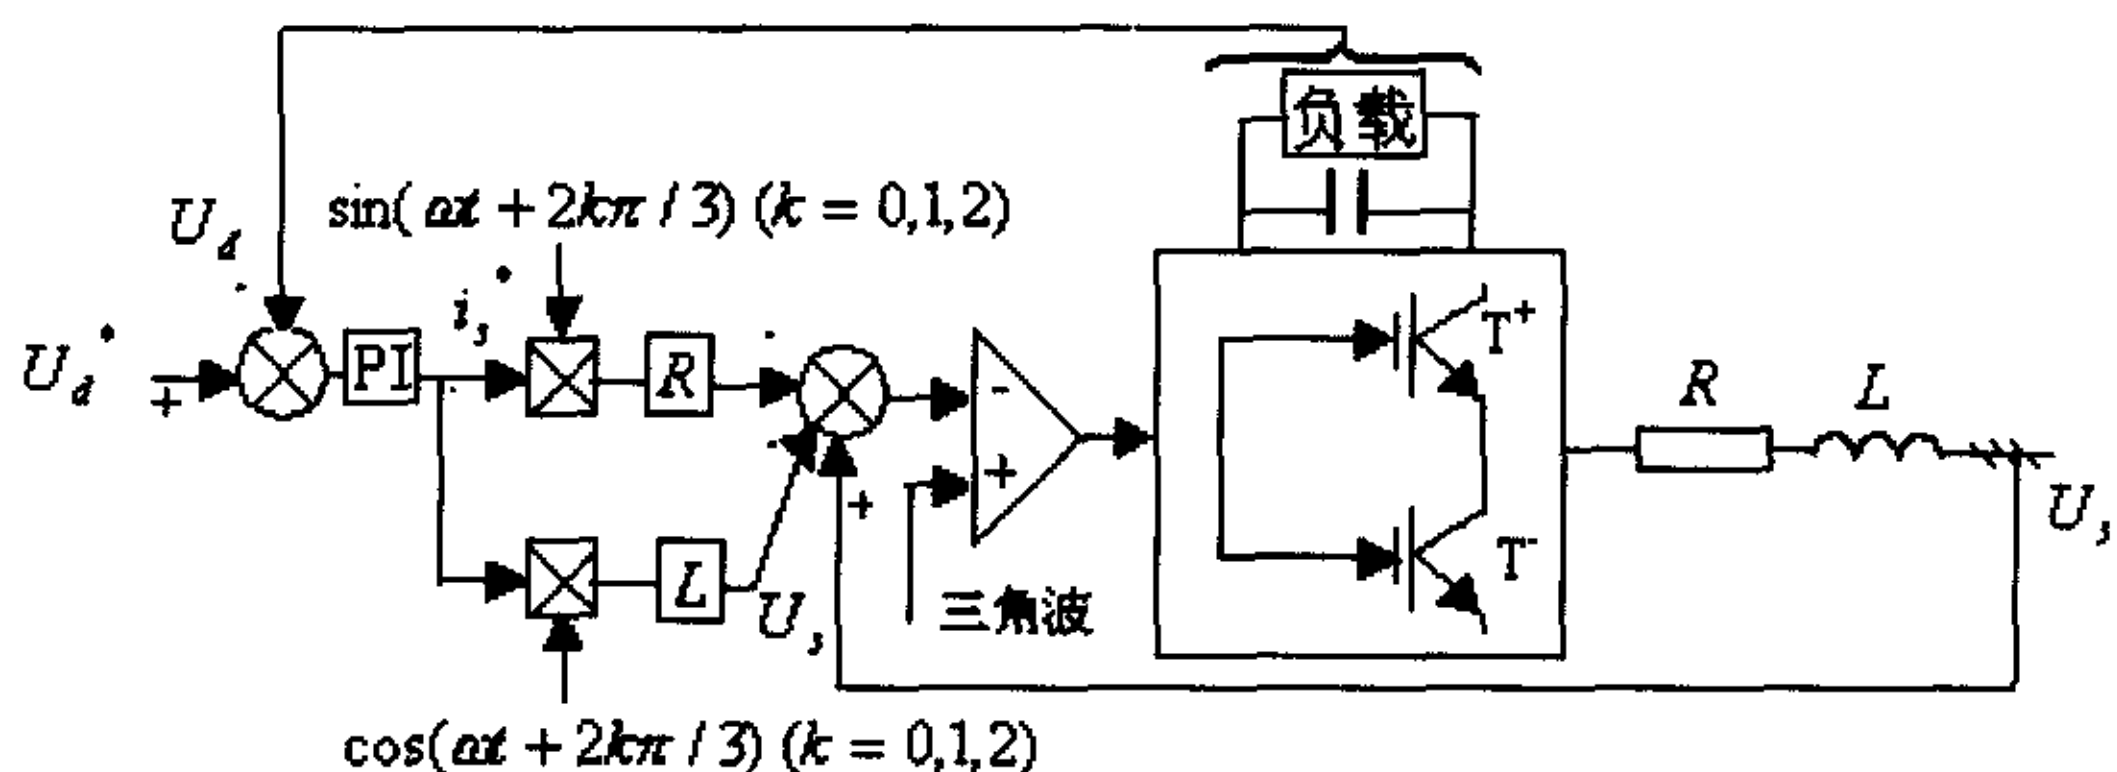 负载
sin(ωt + 2kπ / 3) (k = 0,1,2)
U_d
-
i_s*
U_d*
+
PI
R
-
-
+
L
U_s
-
+
三角波
T⁺
T⁻
R
L
U_s
cos(ωt + 2kπ / 3) (k = 0,1,2)